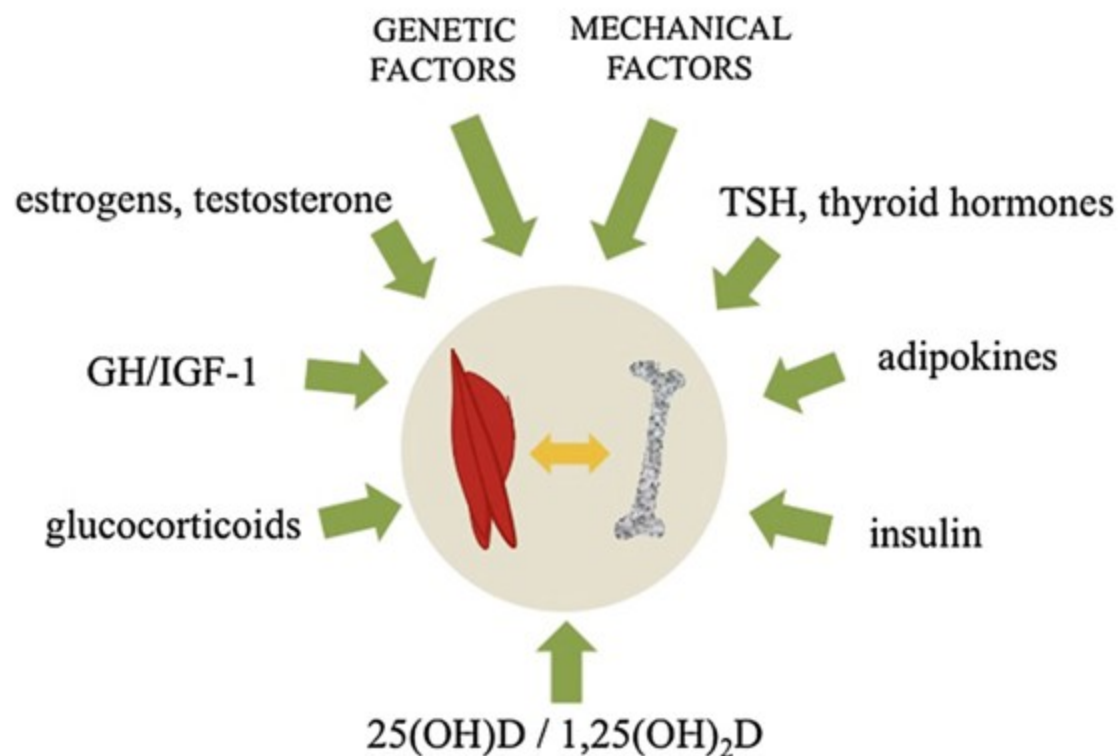 GENETIC
FACTORS
MECHANICAL
FACTORS
estrogens, testosterone
TSH, thyroid hormones
GH/IGF-1
adipokines
glucocorticoids
insulin
25(OH)D / 1,25(OH)₂D